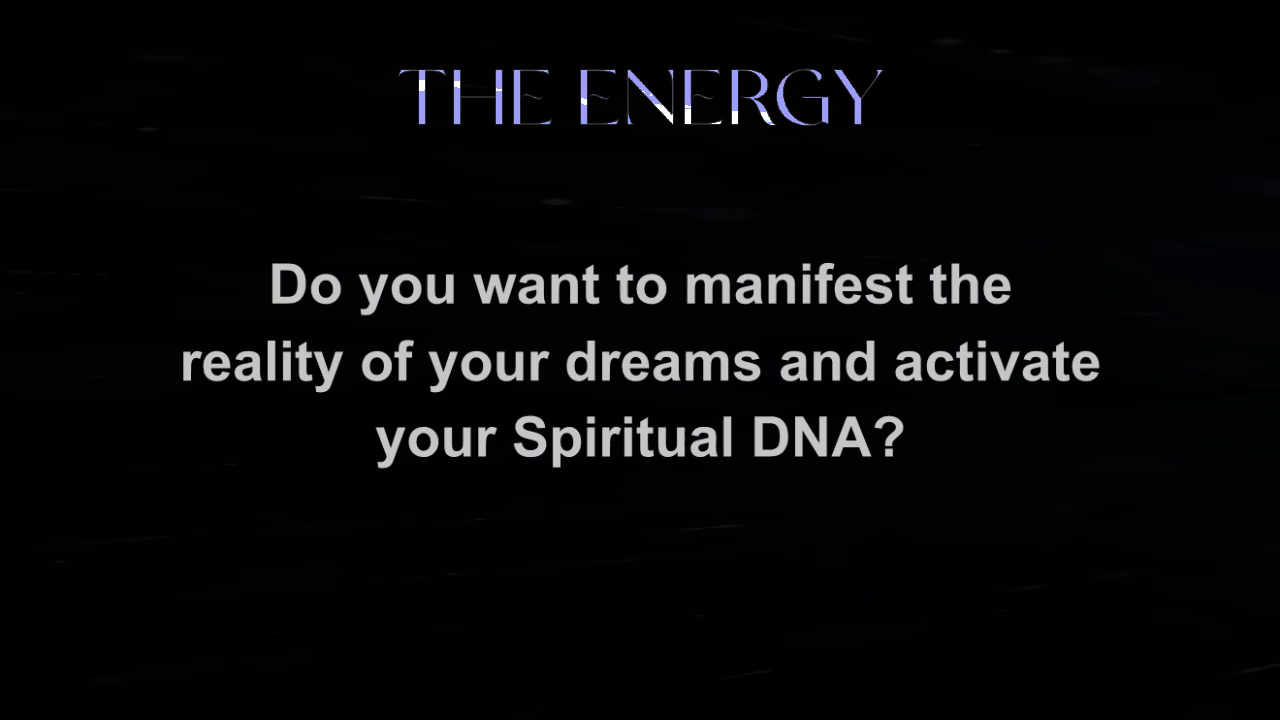 THE ENERGY
Do you want to manifest the
reality of your dreams and activate
your Spiritual DNA?